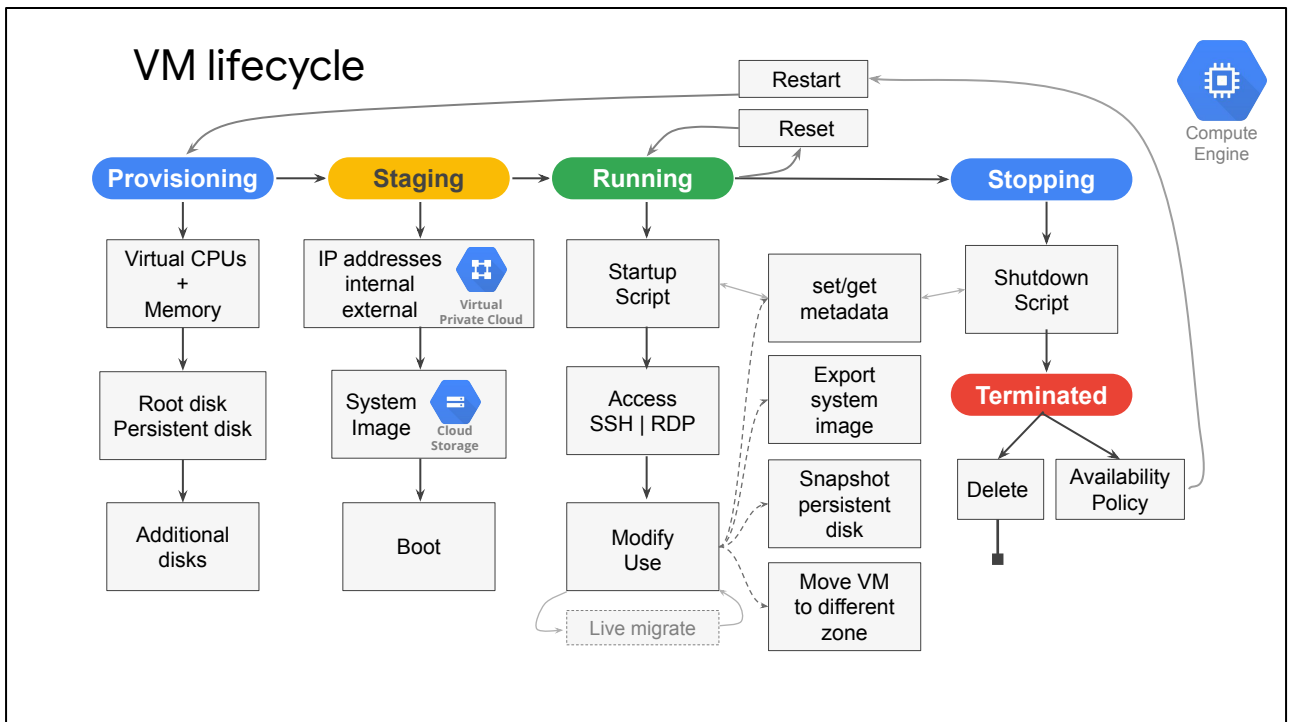 VM lifecycle
Restart
Reset
Compute
Engine
Provisioning
Staging
Running
Stopping
Virtual CPUs
+
Memory
IP addresses
internal
external
Virtual
Private Cloud
Startup
Script
set/get
metadata
Shutdown
Script
Root disk
Persistent disk
System
Image
Cloud
Storage
Access
SSH | RDP
Export
system
image
Terminated
Additional
disks
Boot
Modify
Use
Snapshot
persistent
disk
Delete
Availability
Policy
Live migrate
Move VM
to different
zone